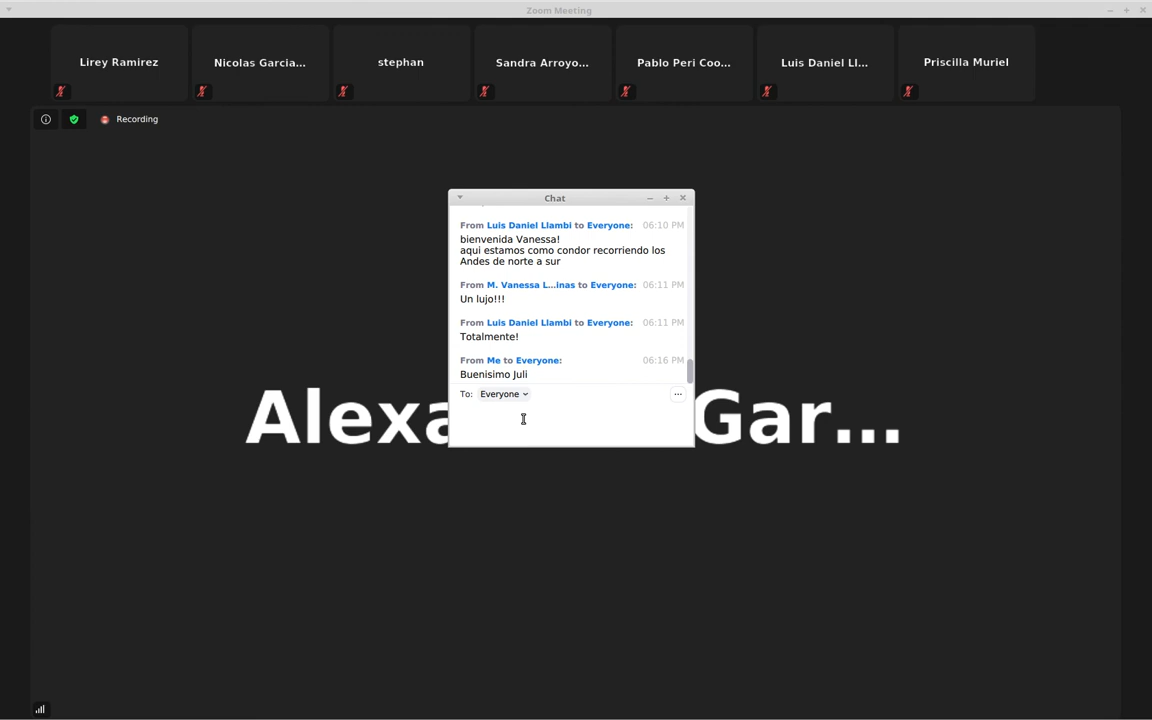 Zoom Meeting
Lirey Ramirez
Nicolas Garcia...
stephan
Sandra Arroyo...
Pablo Peri Coo...
Luis Daniel Ll...
Priscilla Muriel
Recording
Chat
From Luis Daniel Llambi to Everyone: 06:10 PM
bienvenida Vanessa!
aqui estamos como condor recorriendo los
Andes de norte a sur
From M. Vanessa L...inas to Everyone: 06:11 PM
Un lujo!!!
From Luis Daniel Llambi to Everyone: 06:11 PM
Totalmente!
From Me to Everyone: 06:16 PM
Buenisimo Juli
To: Everyone
Alexa Gar...